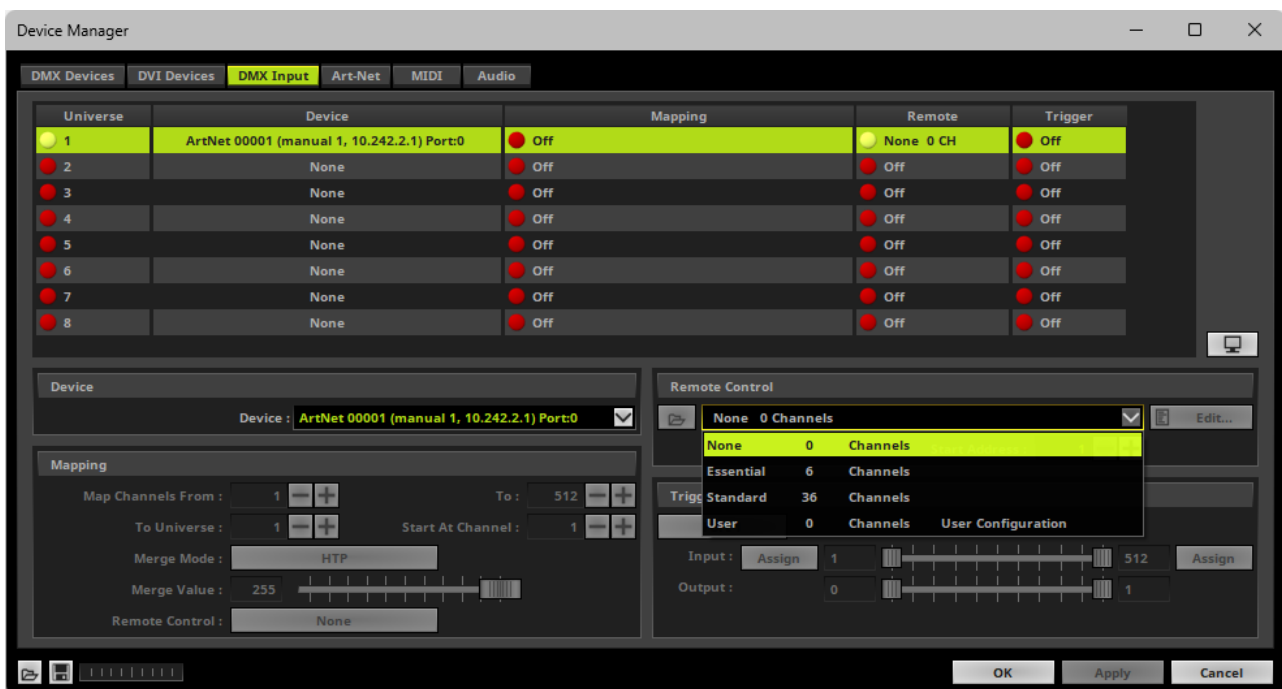 Device Manager
DMX Devices DVI Devices DMX Input Art-Net MIDI Audio
Universe Device Mapping Remote Trigger
1 ArtNet 00001 (manual 1, 10.242.2.1) Port:0 Off None 0 CH Off
2 None Off Off Off
3 None Off Off Off
4 None Off Off Off
5 None Off Off Off
6 None Off Off Off
7 None Off Off Off
8 None Off Off Off
Device
Device : ArtNet 00001 (manual 1, 10.242.2.1) Port:0
Mapping
Map Channels From : 1 To : 512
To Universe : 1 Start At Channel : 1
Merge Mode : HTP
Merge Value : 255
Remote Control : None
Remote Control
None 0 Channels Edit...
None 0 Channels
Essential 6 Channels
Standard 36 Channels
User 0 Channels User Configuration
Input : Assign 1 512 Assign
Output : 0 1
OK Apply Cancel